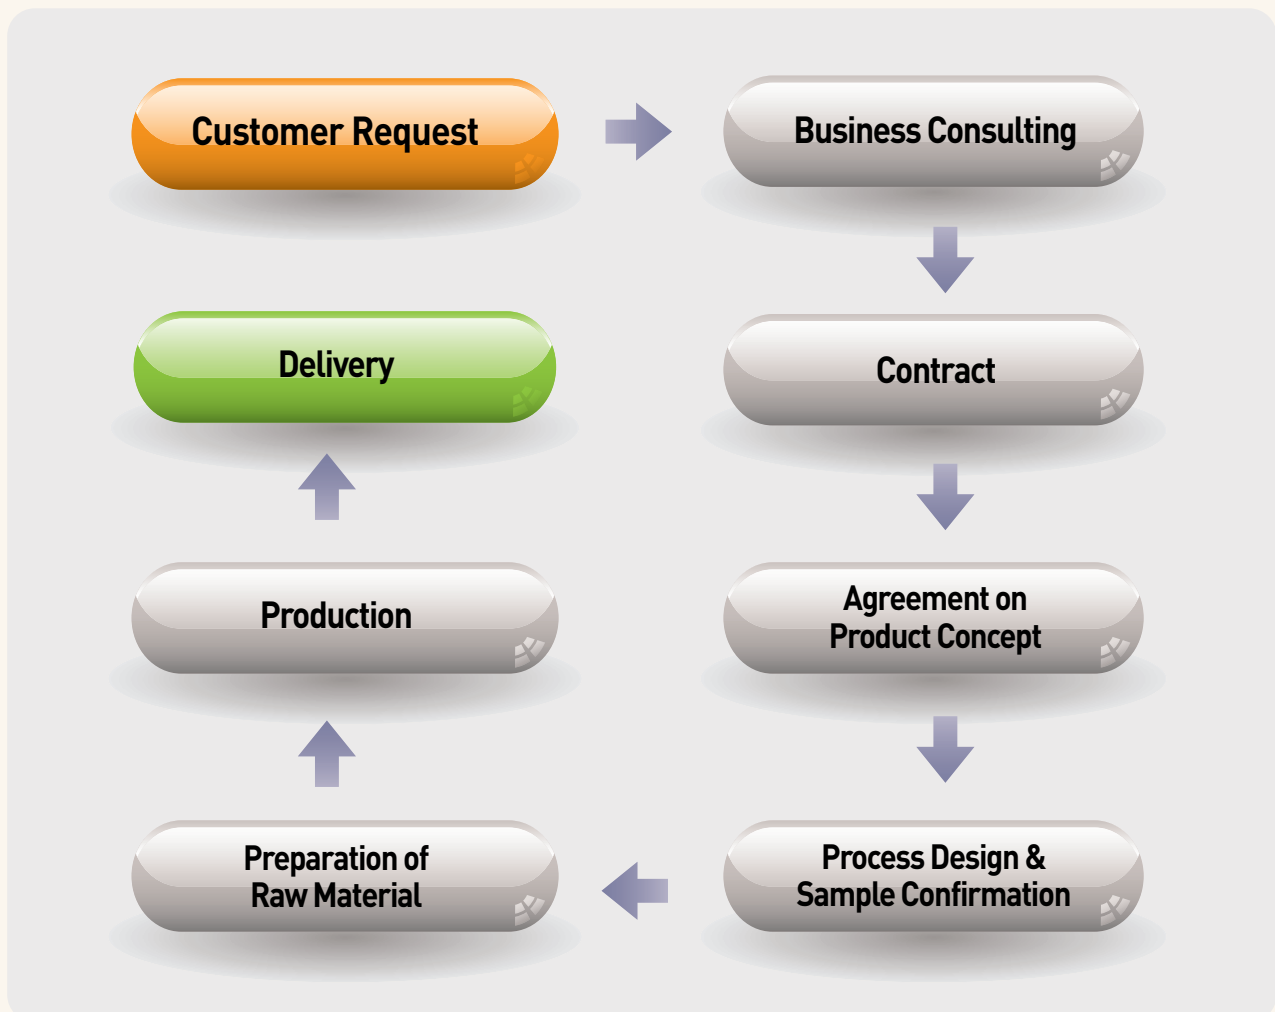 Customer Request
Business Consulting
Contract
Agreement on
Product Concept
Process Design &
Sample Confirmation
Preparation of
Raw Material
Production
Delivery